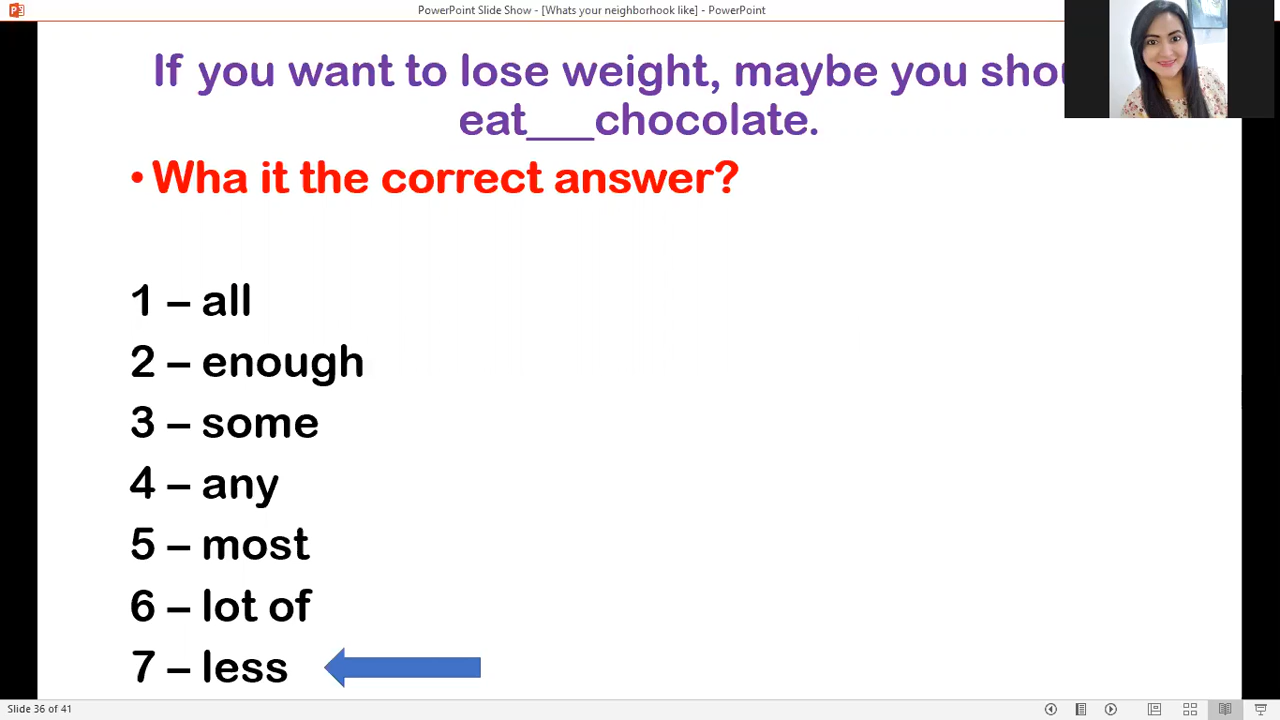 PowerPoint Slide Show - [Whats your neighborhook like] - PowerPoint
If you want to lose weight, maybe you
eat___chocolate.
• Wha it the correct answer?
1 – all
2 – enough
3 – some
4 – any
5 – most
6 – lot of
7 – less
Slide 36 of 41